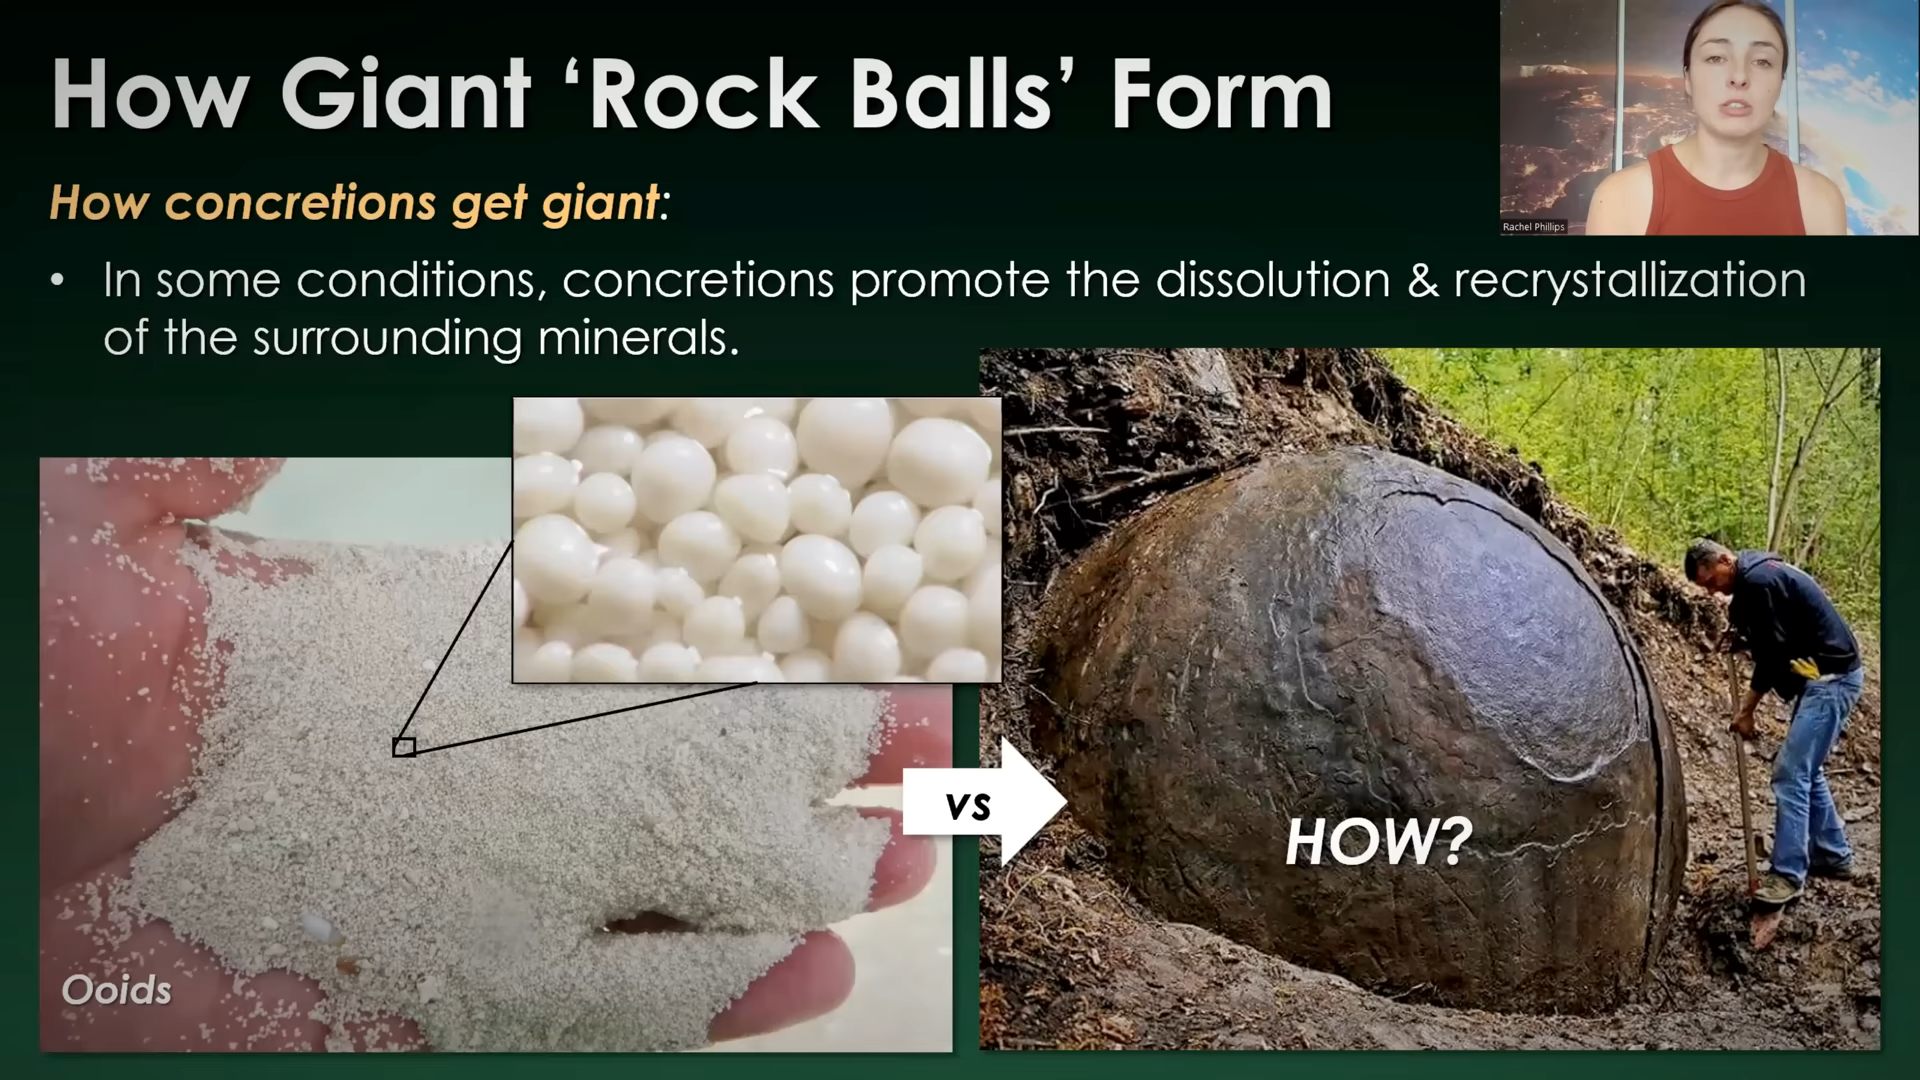 How Giant ‘Rock Balls’ Form
Rachel Phillips
How concretions get giant:
• In some conditions, concretions promote the dissolution & recrystallization
of the surrounding minerals.
vs
HOW?
Ooids